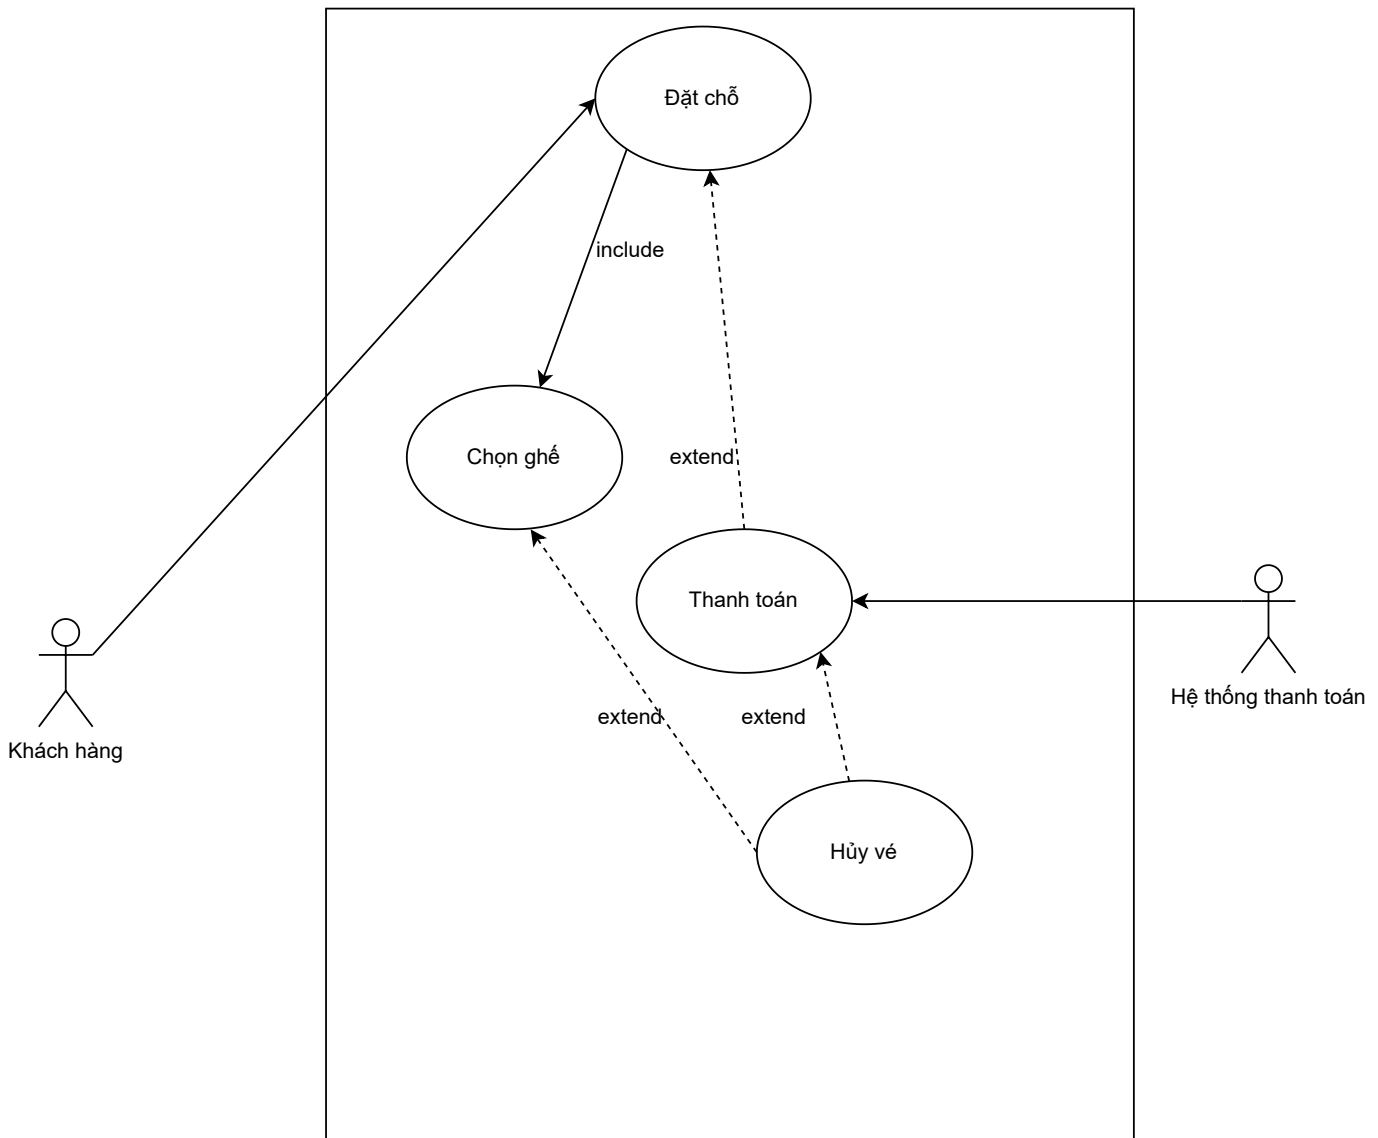 Đặt chỗ
include
Chọn ghế
extend
Thanh toán
Hệ thống thanh toán
Khách hàng
extend
extend
Hủy vé